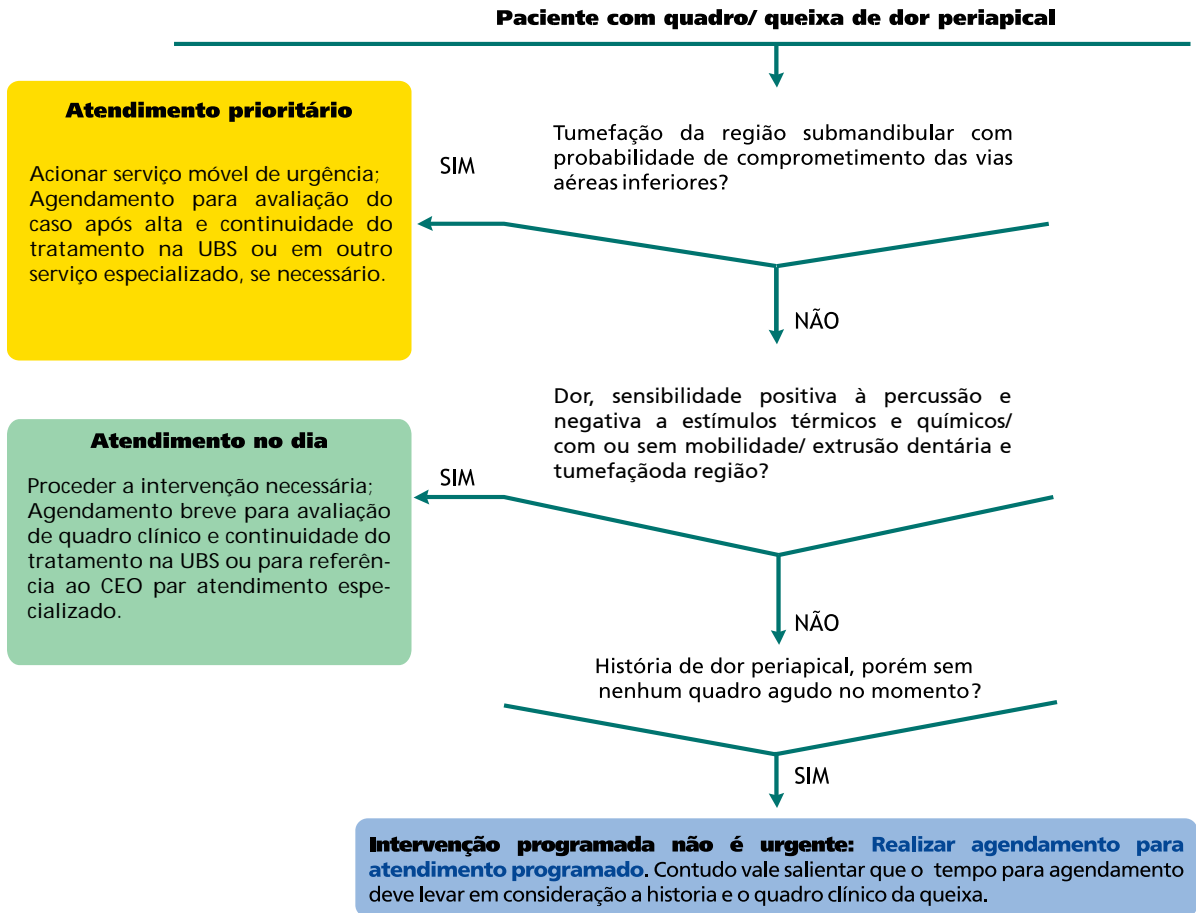 Paciente com quadro/ queixa de dor periapical
Atendimento prioritário
Acionar serviço móvel de urgência;
Agendamento para avaliação do
caso após alta e continuidade do
tratamento na UBS ou em outro
serviço especializado, se necessário.
SIM
Tumefação da região submandibular com
probabilidade de comprometimento das vias
aéreas inferiores?
NÃO
Atendimento no dia
Proceder a intervenção necessária;
Agendamento breve para avaliação
de quadro clínico e continuidade do
tratamento na UBS ou para referên-
cia ao CEO par atendimento espe-
cializado.
SIM
Dor, sensibilidade positiva à percussão e
negativa a estímulos térmicos e químicos/
com ou sem mobilidade/ extrusão dentária e
tumefaçãoda região?
NÃO
História de dor periapical, porém sem
nenhum quadro agudo no momento?
SIM
Intervenção programada não é urgente: Realizar agendamento para
atendimento programado. Contudo vale salientar que o tempo para agendamento
deve levar em consideração a historia e o quadro clínico da queixa.